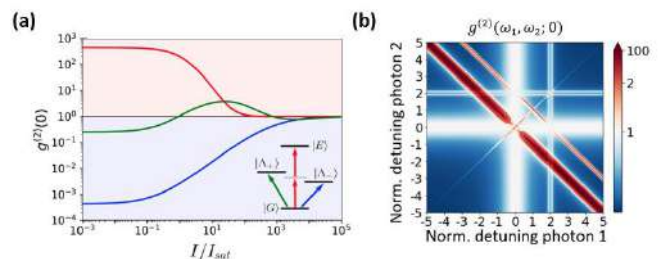 (a)
10⁴
10³
10²
10¹
10⁰
10⁻¹
10⁻²
10⁻³
10⁻⁴
g⁽²⁾(0)
|E⟩
|Λ₊⟩
|Λ₋⟩
|G⟩
10⁻³
10⁻¹
10¹
10³
10⁵
I/I_sat
(b)
g⁽²⁾(ω₁, ω₂; 0)
Norm. detuning photon 2
5
4
3
2
1
0
-1
-2
-3
-4
-5
-5 -4 -3 -2 -1 0 1 2 3 4 5
Norm. detuning photon 1
100
2
1